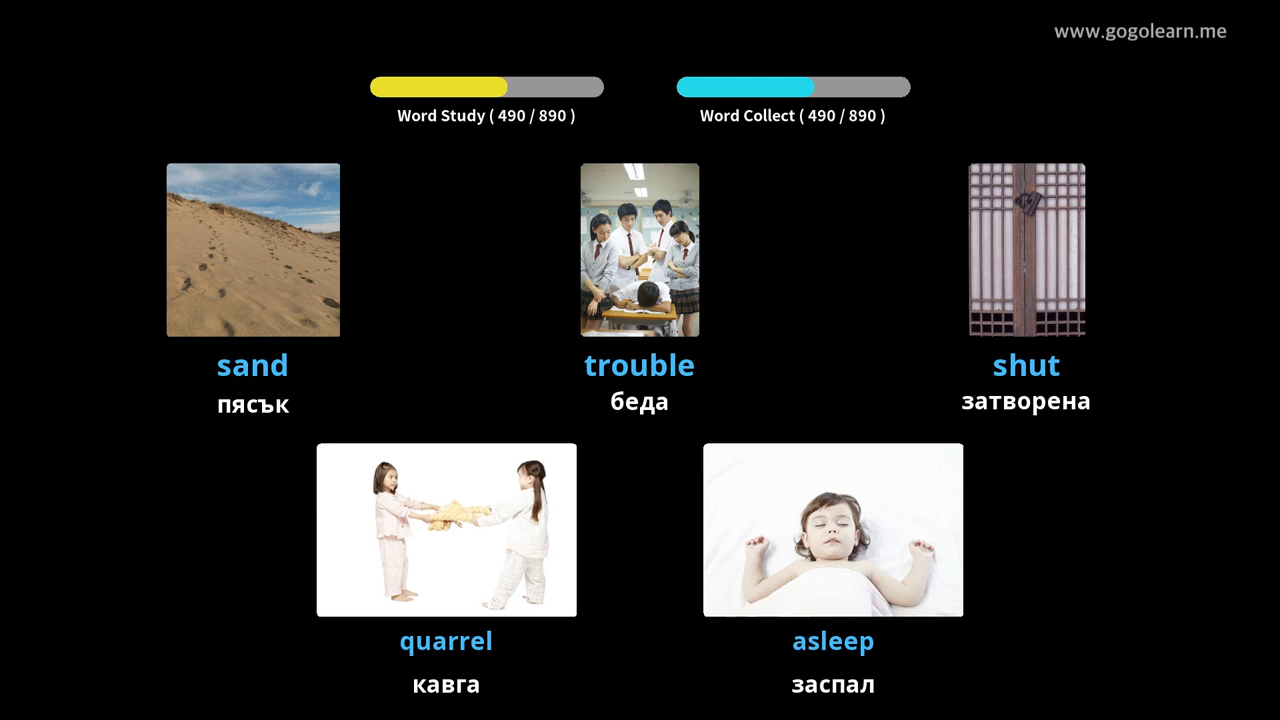 www.gogolearn.me
Word Study ( 490 / 890 )
Word Collect ( 490 / 890 )
sand
пясък
trouble
беда
shut
затворена
quarrel
кавга
asleep
заспал